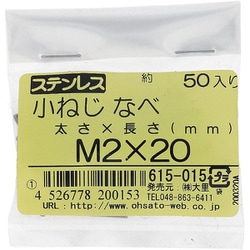 ステンレス 約 50入り
小ねじ なべ
太さ×長さ(mm)
M2×20
615-015
① 4 526778 200153
発売元:㈱大里
TEL048-863-6411
URL:http://www.ohsato-web.co.jp/
200320A